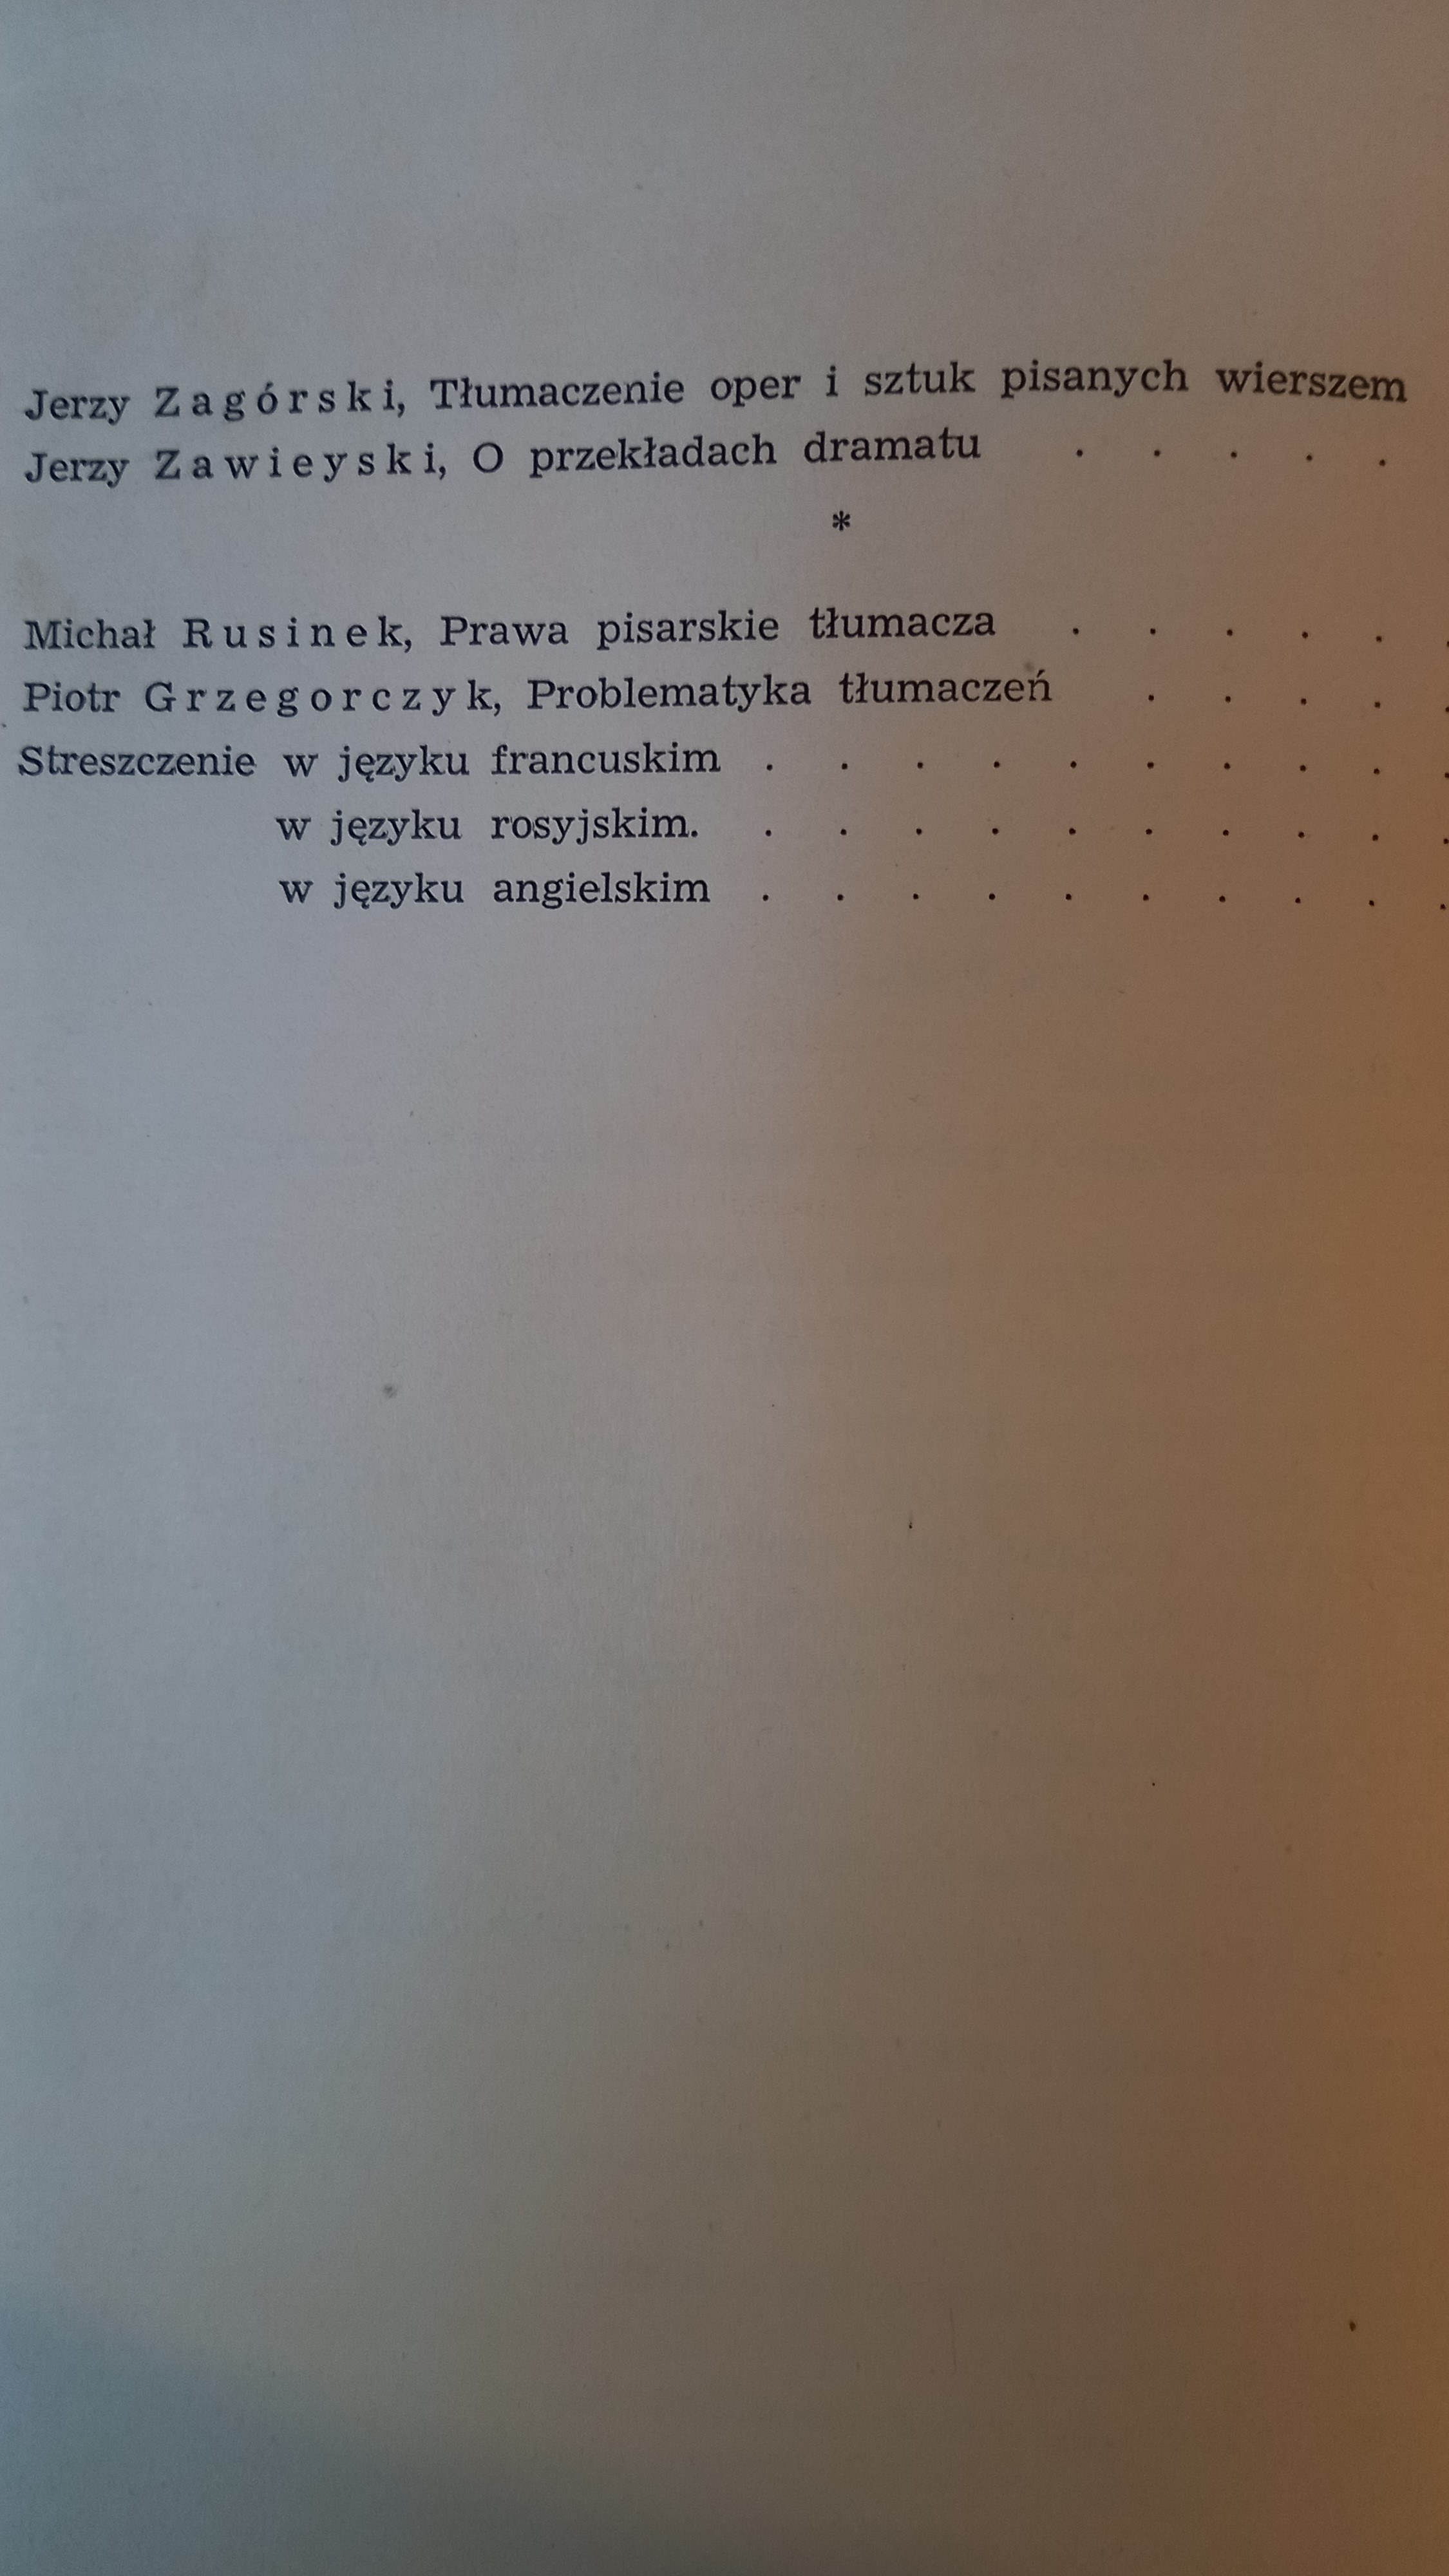 Jerzy Zagórski, Tłumaczenie oper i sztuk pisanych wierszem
Jerzy Zawieyski, O przekładach dramatu . . . . .
*
Michał Rusinek, Prawa pisarskie tłumacza . . . . . .
Piotr Grzegorczyk, Problematyka tłumaczeń . . . . .
Streszczenie w języku francuskim . . . . . . . . . .
w języku rosyjskim. . . . . . . . . . .
w języku angielskim . . . . . . . . . .